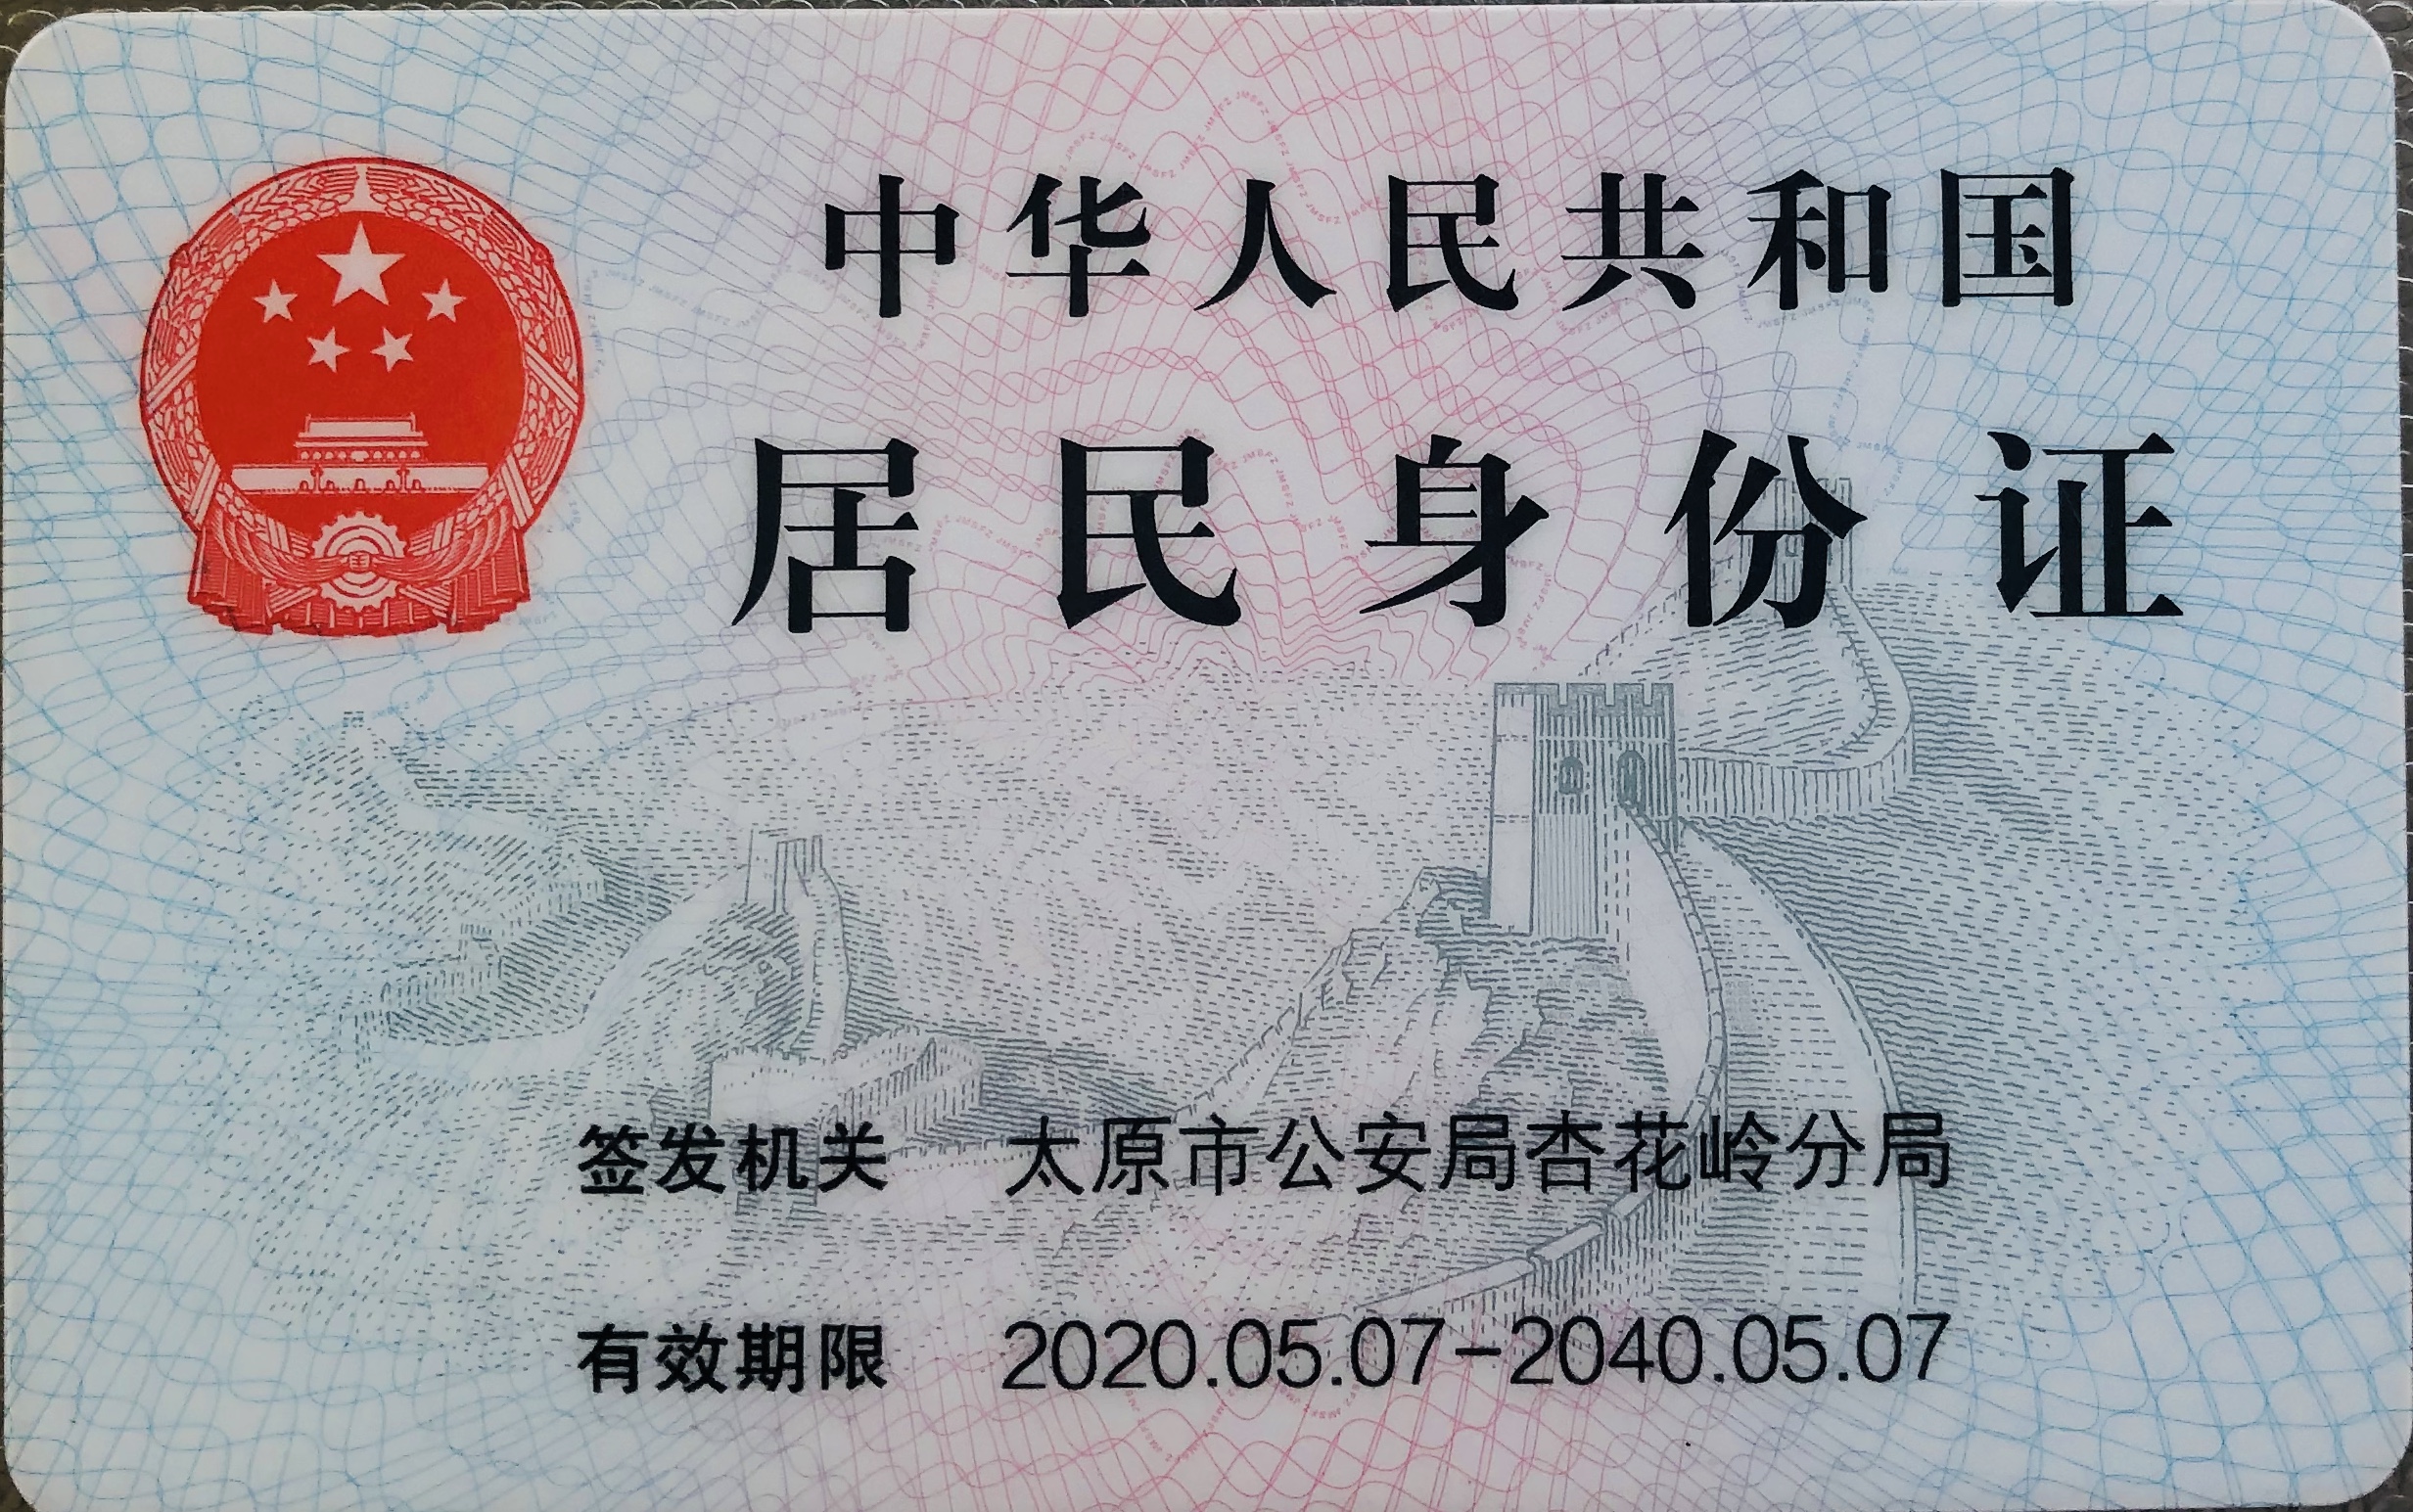 中华人民共和国
居民身份证
签发机关 太原市公安局杏花岭分局
有效期限 2020.05.07-2040.05.07